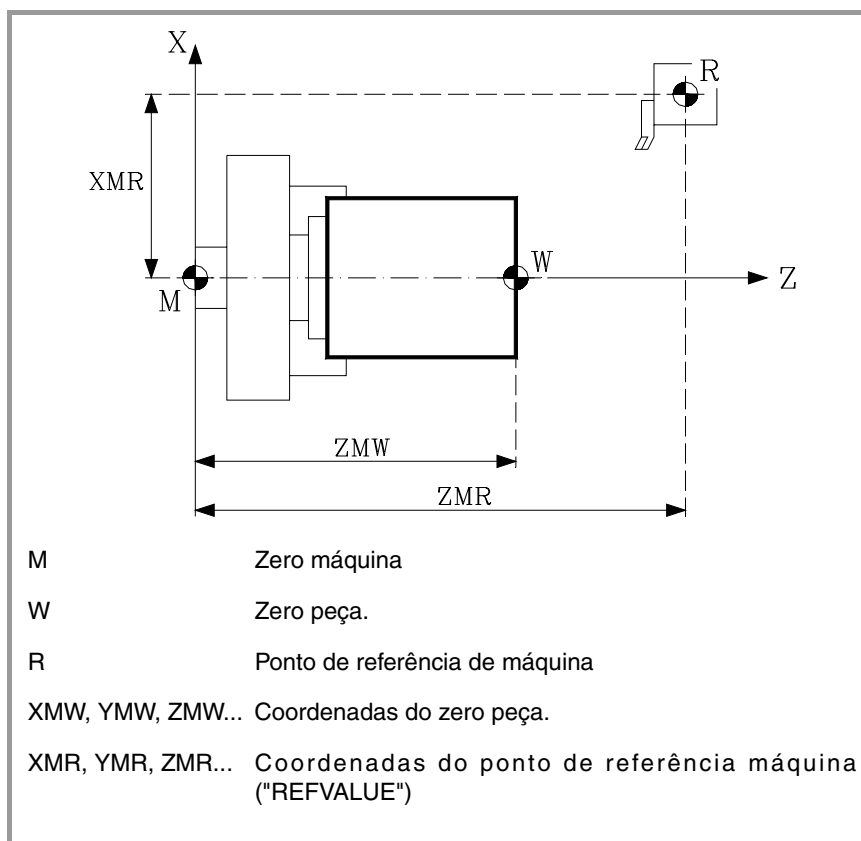 X
R
XMR
W
Z
M
ZMW
ZMR
M Zero máquina
W Zero peça.
R Ponto de referência de máquina
XMW, YMW, ZMW... Coordenadas do zero peça.
XMR, YMR, ZMR... Coordenadas do ponto de referência máquina
("REFVALUE")